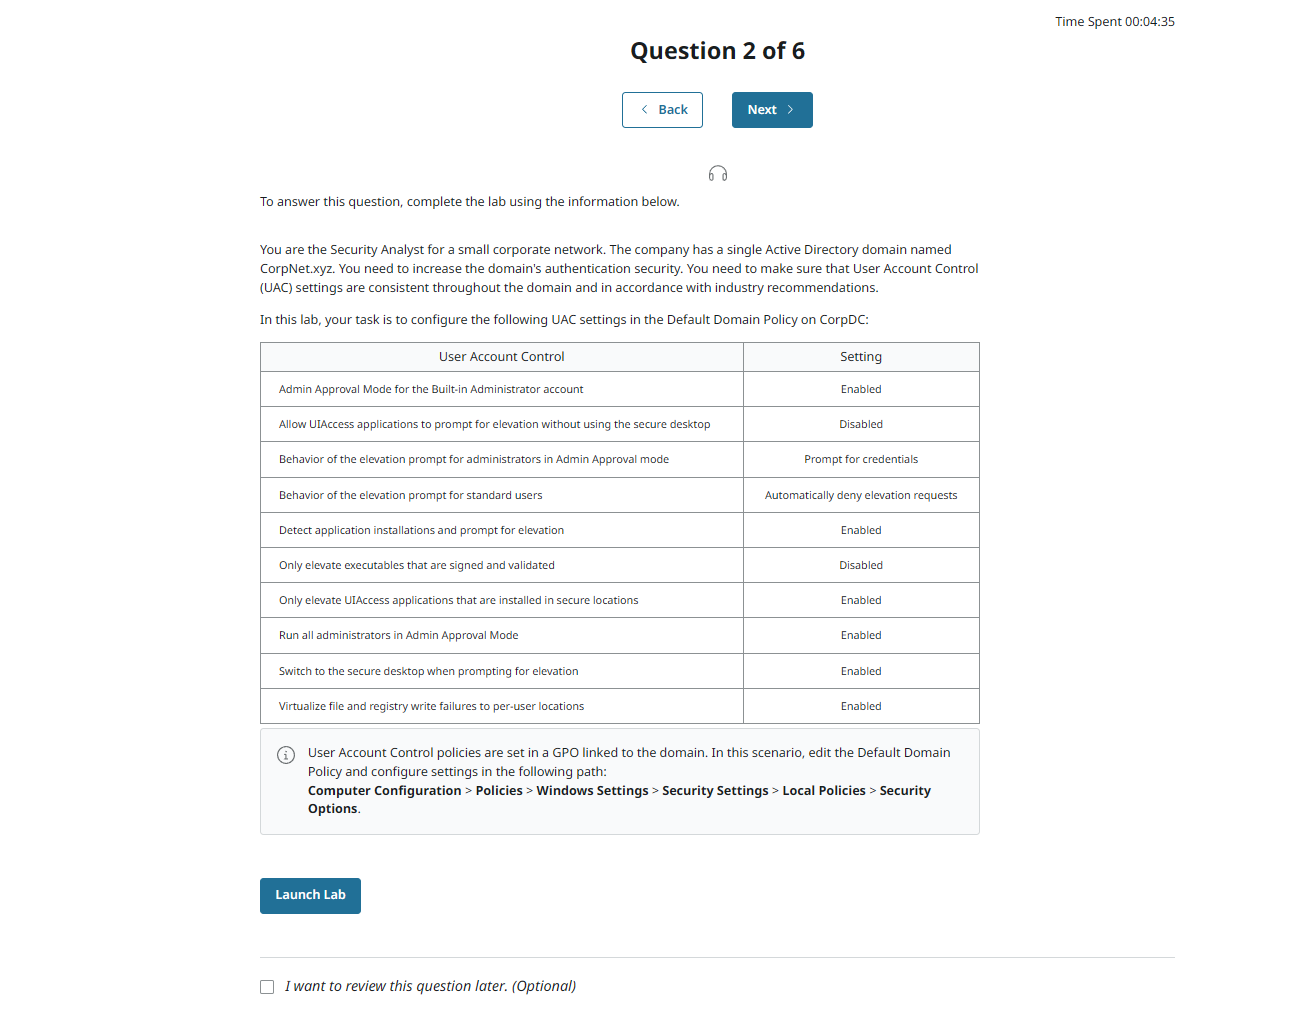 Time Spent 00:04:35
Question 2 of 6
Back
Next
To answer this question, complete the lab using the information below.
You are the Security Analyst for a small corporate network. The company has a single Active Directory domain named
CorpNet.xyz. You need to increase the domain's authentication security. You need to make sure that User Account Control
(UAC) settings are consistent throughout the domain and in accordance with industry recommendations.
In this lab, your task is to configure the following UAC settings in the Default Domain Policy on CorpDC:
User Account Control Setting
Admin Approval Mode for the Built-in Administrator account Enabled
Allow UIAccess applications to prompt for elevation without using the secure desktop Disabled
Behavior of the elevation prompt for administrators in Admin Approval mode Prompt for credentials
Behavior of the elevation prompt for standard users Automatically deny elevation requests
Detect application installations and prompt for elevation Enabled
Only elevate executables that are signed and validated Disabled
Only elevate UIAccess applications that are installed in secure locations Enabled
Run all administrators in Admin Approval Mode Enabled
Switch to the secure desktop when prompting for elevation Enabled
Virtualize file and registry write failures to per-user locations Enabled
User Account Control policies are set in a GPO linked to the domain. In this scenario, edit the Default Domain
Policy and configure settings in the following path:
Computer Configuration > Policies > Windows Settings > Security Settings > Local Policies > Security
Options.
Launch Lab
I want to review this question later. (Optional)